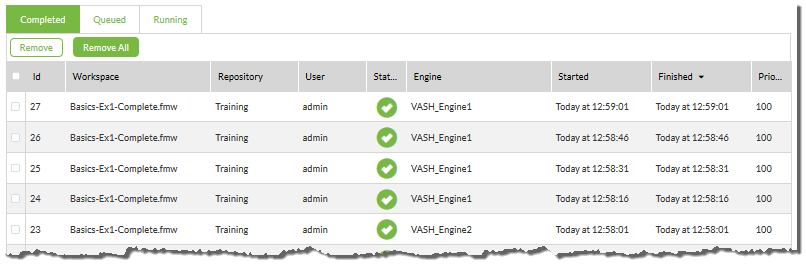 Completed Queued Running
Remove Remove All
Id Workspace Repository User Stat... Engine Started Finished Prio...
27 Basics-Ex1-Complete.fmw Training admin VASH_Engine1 Today at 12:59:01 Today at 12:59:01 100
26 Basics-Ex1-Complete.fmw Training admin VASH_Engine1 Today at 12:58:46 Today at 12:58:46 100
25 Basics-Ex1-Complete.fmw Training admin VASH_Engine1 Today at 12:58:31 Today at 12:58:31 100
24 Basics-Ex1-Complete.fmw Training admin VASH_Engine1 Today at 12:58:16 Today at 12:58:16 100
23 Basics-Ex1-Complete.fmw Training admin VASH_Engine2 Today at 12:58:01 Today at 12:58:01 100